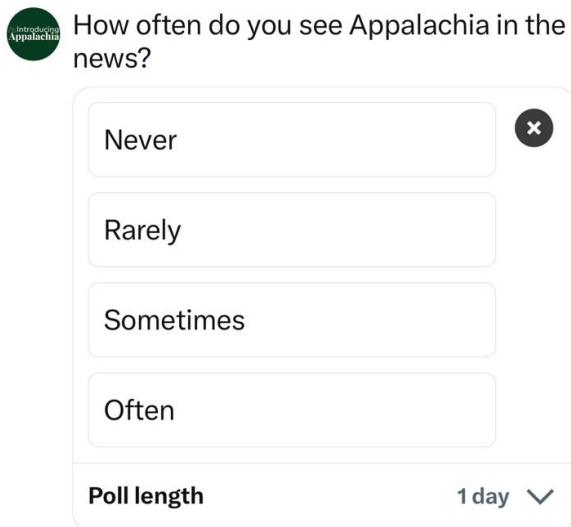 Introducing
Appalachia
How often do you see Appalachia in the
news?
Never
Rarely
Sometimes
Often
Poll length
1 day